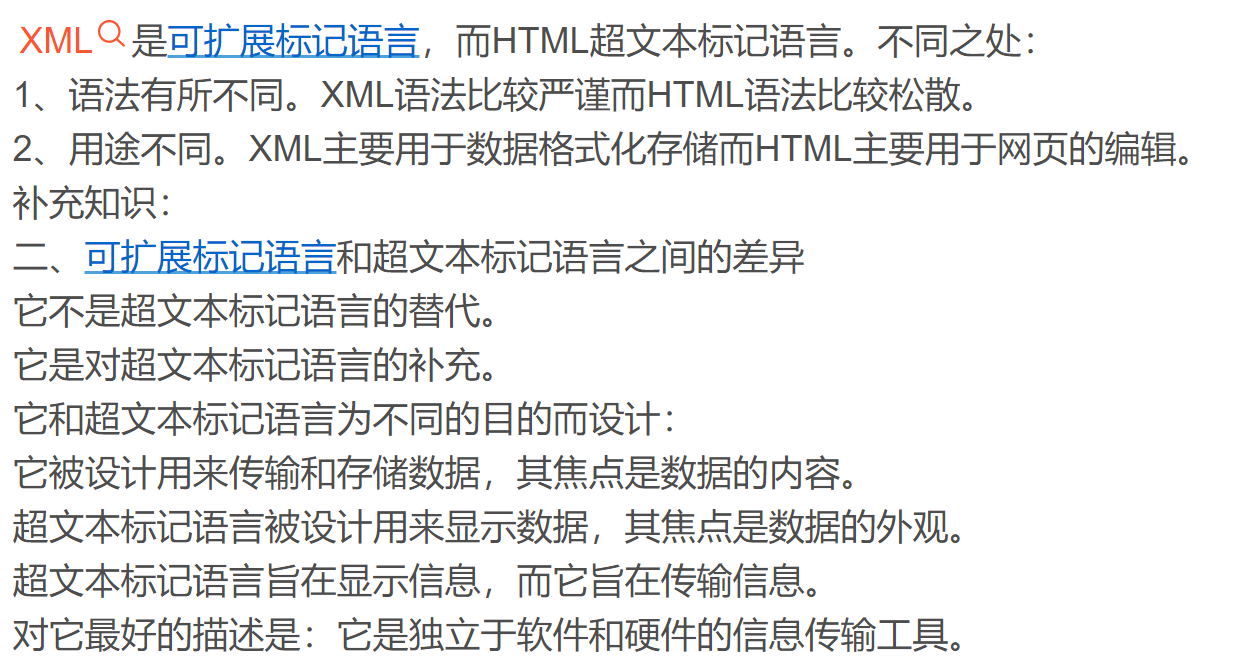 XML是可扩展标记语言，而HTML超文本标记语言。不同之处：
1、语法有所不同。XML语法比较严谨而HTML语法比较松散。
2、用途不同。XML主要用于数据格式化存储而HTML主要用于网页的编辑。
补充知识：
二、可扩展标记语言和超文本标记语言之间的差异
它不是超文本标记语言的替代。
它是对超文本标记语言的补充。
它和超文本标记语言为不同的目的而设计：
它被设计用来传输和存储数据，其焦点是数据的内容。
超文本标记语言被设计用来显示数据，其焦点是数据的外观。
超文本标记语言旨在显示信息，而它旨在传输信息。
对它最好的描述是：它是独立于软件和硬件的信息传输工具。